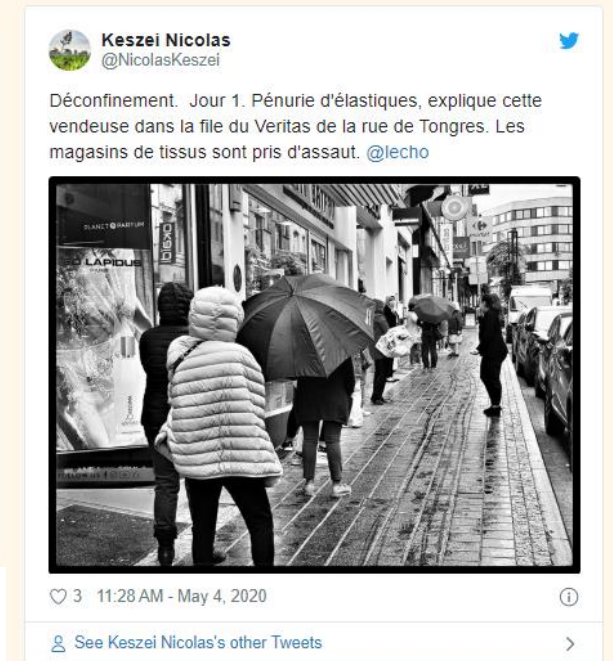 Keszei Nicolas
@NicolasKeszei
Déconfinement. Jour 1. Pénurie d'élastiques, explique cette
vendeuse dans la file du Veritas de la rue de Tongres. Les
magasins de tissus sont pris d'assaut. @lecho
PLANET PARFUM
LAPIDUS
3 11:28 AM - May 4, 2020
See Keszei Nicolas's other Tweets